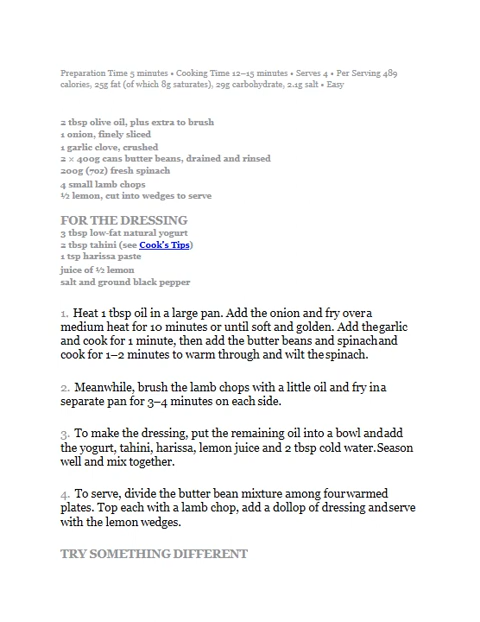 Preparation Time 5 minutes • Cooking Time 12–15 minutes • Serves 4 • Per Serving 489
calories, 25g fat (of which 8g saturates), 29g carbohydrate, 2.1g salt • Easy
2 tbsp olive oil, plus extra to brush
1 onion, finely sliced
1 garlic clove, crushed
2 × 400g cans butter beans, drained and rinsed
200g (7oz) fresh spinach
4 small lamb chops
½ lemon, cut into wedges to serve
FOR THE DRESSING
3 tbsp low-fat natural yogurt
2 tbsp tahini (see Cook's Tips)
1 tsp harissa paste
juice of ½ lemon
salt and ground black pepper
1. Heat 1 tbsp oil in a large pan. Add the onion and fry overa
medium heat for 10 minutes or until soft and golden. Add thegarlic
and cook for 1 minute, then add the butter beans and spinachand
cook for 1–2 minutes to warm through and wilt thespinach.
2. Meanwhile, brush the lamb chops with a little oil and fry ina
separate pan for 3–4 minutes on each side.
3. To make the dressing, put the remaining oil into a bowl andadd
the yogurt, tahini, harissa, lemon juice and 2 tbsp cold water.Season
well and mix together.
4. To serve, divide the butter bean mixture among fourwarmed
plates. Top each with a lamb chop, add a dollop of dressing andserve
with the lemon wedges.
TRY SOMETHING DIFFERENT